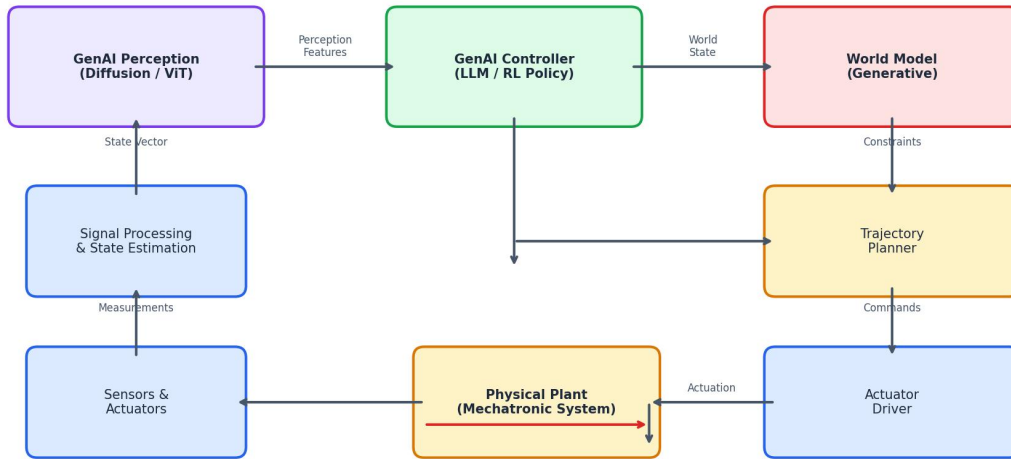 GenAI Perception
(Diffusion / ViT)
Perception
Features
GenAI Controller
(LLM / RL Policy)
World
State
World Model
(Generative)
State Vector
Constraints
Signal Processing
& State Estimation
Trajectory
Planner
Measurements
Commands
Sensors &
Actuators
Physical Plant
(Mechatronic System)
Actuation
Actuator
Driver